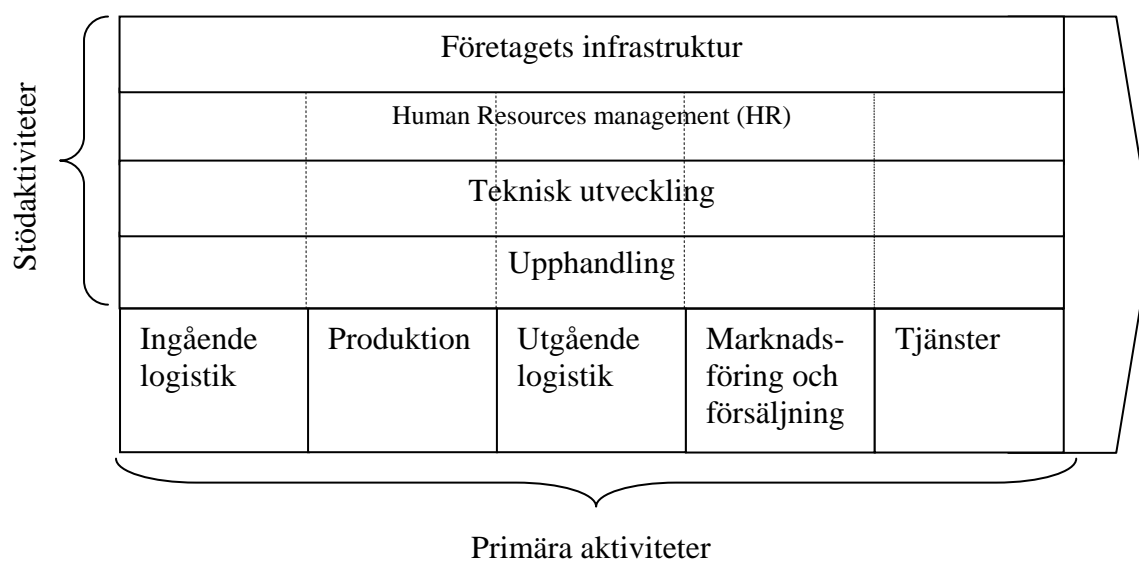 Stödaktiviteter
Företagets infrastruktur
Human Resources management (HR)
Teknisk utveckling
Upphandling
Ingående
logistik
Produktion
Utgående
logistik
Marknads-
föring och
försäljning
Tjänster
Primära aktiviteter